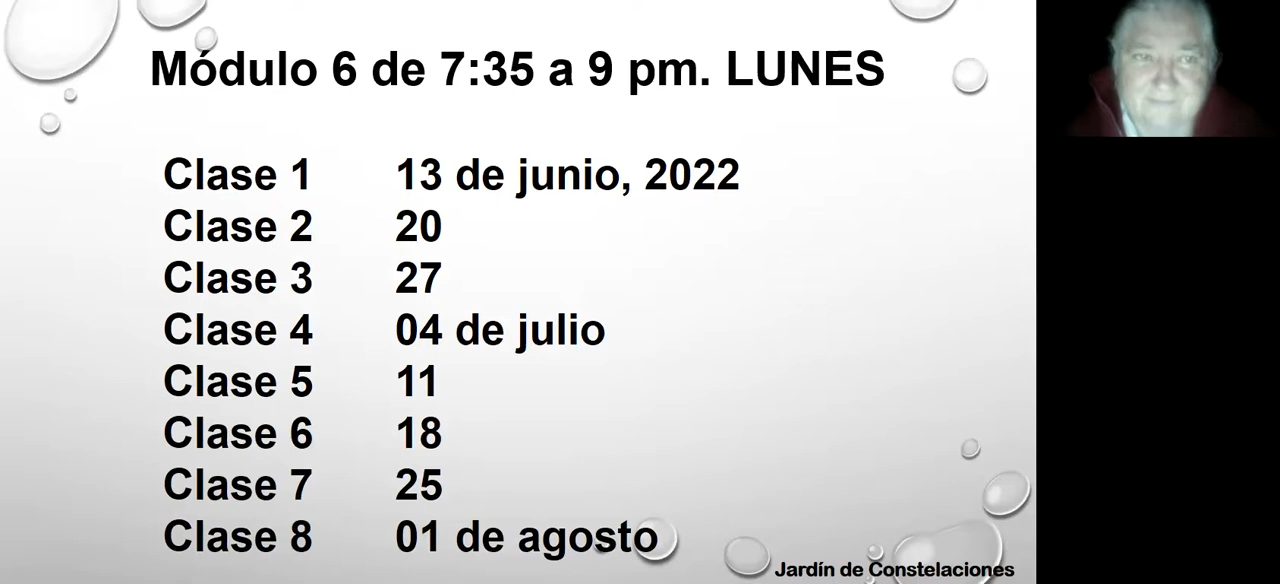 Módulo 6 de 7:35 a 9 pm. LUNES
Clase 1 13 de junio, 2022
Clase 2 20
Clase 3 27
Clase 4 04 de julio
Clase 5 11
Clase 6 18
Clase 7 25
Clase 8 01 de agosto
Jardín de Constelaciones